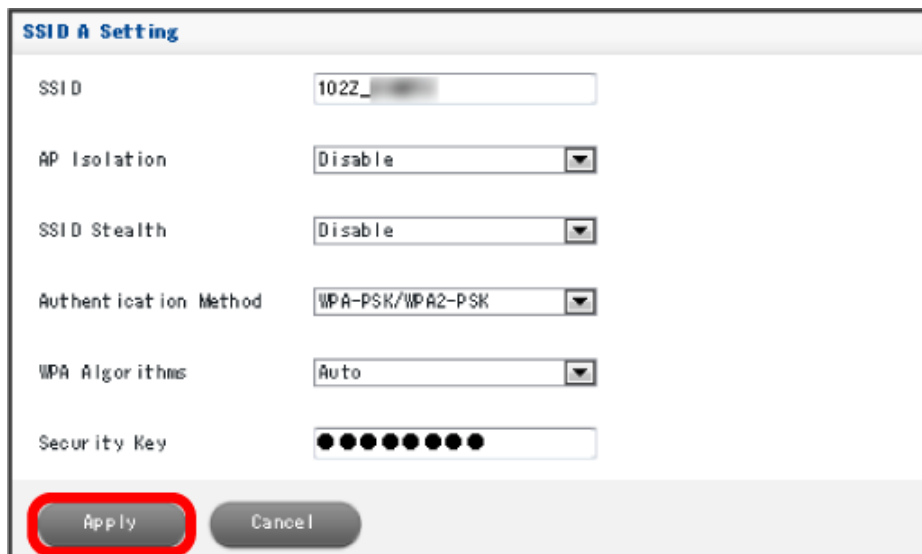 SSID A Setting
SSID 102Z_
AP Isolation Disable
SSID Stealth Disable
Authentication Method WPA-PSK/WPA2-PSK
WPA Algorithms Auto
Security Key ●●●●●●●●
Apply Cancel